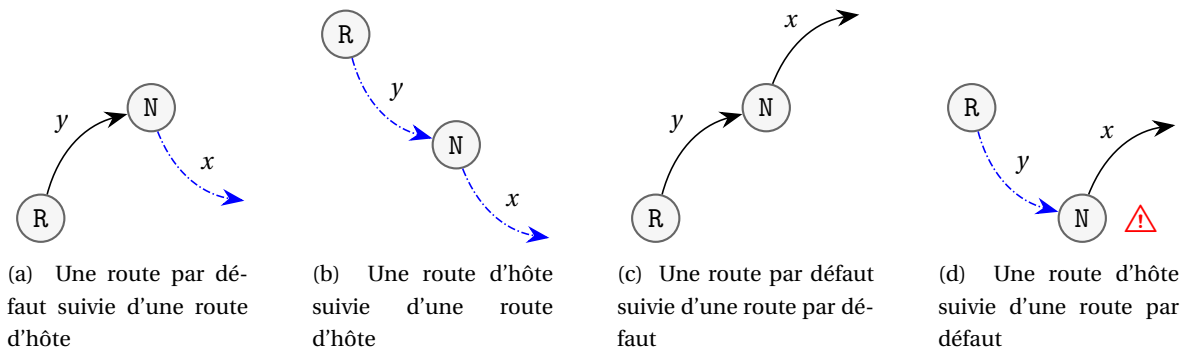 y
R
N
x
(a) Une route par dé-
faut suivie d'une route
d'hôte
R
y
N
x
(b) Une route d'hôte
suivie d'une route
d'hôte
x
N
y
R
(c) Une route par défaut
suivie d'une route par dé-
faut
R
y
x
N
!
(d) Une route d'hôte
suivie d'une route par
défaut